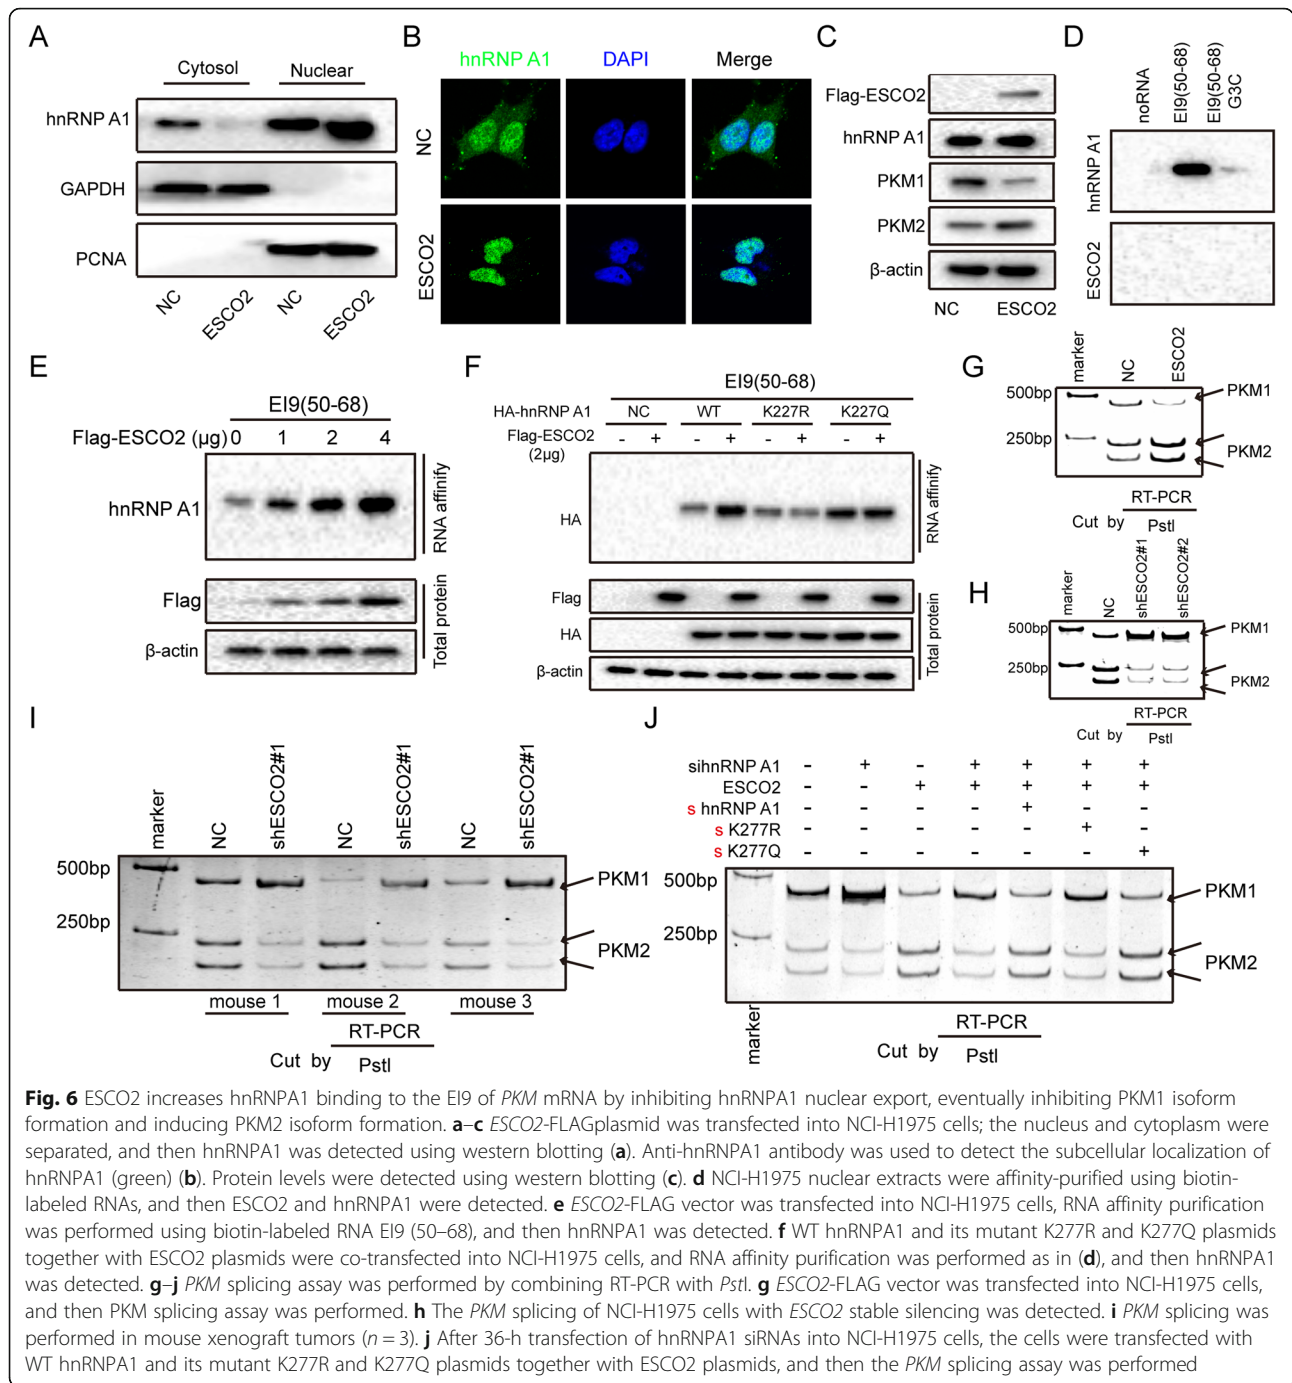 A
Cytosol Nuclear
hnRNP A1
GAPDH
PCNA
NC ESCO2 NC ESCO2
B
hnRNP A1 DAPI Merge
NC
ESCO2
C
Flag-ESCO2
hnRNP A1
PKM1
PKM2
β-actin
NC ESCO2
D
noRNA EI9(50-68) EI9(50-68) G3C
hnRNP A1
ESCO2
E
EI9(50-68)
Flag-ESCO2 (μg) 0 1 2 4
hnRNP A1
RNA affinify
Flag
β-actin
Total protein
F
EI9(50-68)
HA-hnRNP A1 NC WT K227R K227Q
Flag-ESCO2 - + - + - + - +
(2μg)
HA
RNA affinify
Flag
HA
β-actin
Total protein
G
marker NC ESCO2
500bp PKM1
250bp
PKM2
RT-PCR
Cut by PstI
H
marker NC shESCO2#1 shESCO2#2
500bp PKM1
250bp
PKM2
RT-PCR
Cut by PstI
I
marker NC shESCO2#1 NC shESCO2#1 NC shESCO2#1
500bp PKM1
250bp
PKM2
mouse 1 mouse 2 mouse 3
RT-PCR
Cut by PstI
J
sihnRNP A1 - + - + + + +
ESCO2 - - + + + + +
s hnRNP A1 - - - - + - -
s K277R - - - - - + -
s K277Q - - - - - - +
500bp PKM1
250bp
PKM2
marker
RT-PCR
Cut by PstI
Fig. 6 ESCO2 increases hnRNPA1 binding to the EI9 of PKM mRNA by inhibiting hnRNPA1 nuclear export, eventually inhibiting PKM1 isoform
formation and inducing PKM2 isoform formation. a–c ESCO2-FLAGplasmid was transfected into NCI-H1975 cells; the nucleus and cytoplasm were
separated, and then hnRNPA1 was detected using western blotting (a). Anti-hnRNPA1 antibody was used to detect the subcellular localization of
hnRNPA1 (green) (b). Protein levels were detected using western blotting (c). d NCI-H1975 nuclear extracts were affinity-purified using biotin-
labeled RNAs, and then ESCO and hnRNPA1 were detected. e ESCO2-FLAG vector was transfected into NCI-H1975 cells, RNA affinity purification
was performed using biotin-labeled RNA EI9 (50–68), and then hnRNPA1 was detected. f WT hnRNPA1 and its mutant K277R and K277Q plasmids
together with ESCO2 plasmids were co-transfected into NCI-H1975 cells, and RNA affinity purification was performed as in (d), and then hnRNPA1
was detected. g–j PKM splicing assay was performed by combining RT-PCR with PstI. g ESCO2-FLAG vector was transfected into NCI-H1975 cells,
and then PKM splicing assay was performed. h The PKM splicing of NCI-H1975 cells with ESCO2 stable silencing was detected. i PKM splicing was
performed in mouse xenograft tumors (n = 3). j After 36-h transfection of hnRNPA1 siRNAs into NCI-H1975 cells, the cells were transfected with
WT hnRNPA1 and its mutant K277R and K277Q plasmids together with ESCO2 plasmids, and then the PKM splicing assay was performed